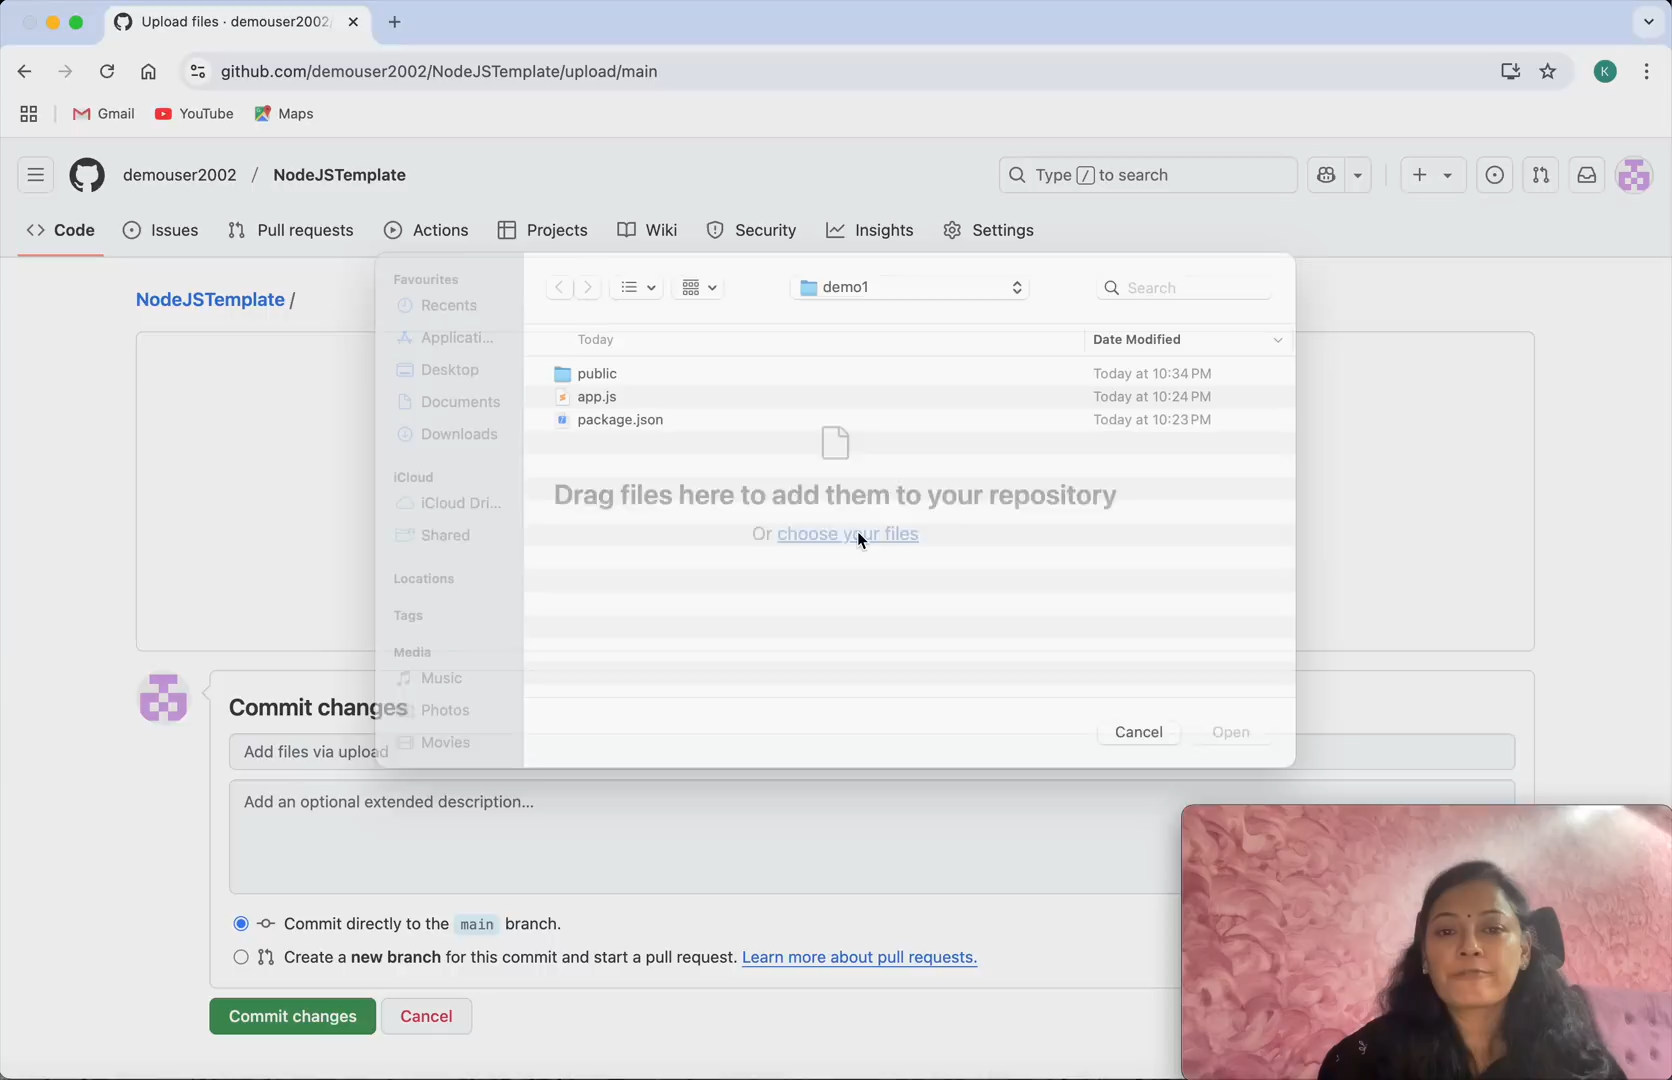 Upload files · demouser2002
github.com/demouser2002/NodeJSTemplate/upload/main
K
Gmail
YouTube
Maps
demouser2002 / NodeJSTemplate
Type / to search
Code
Issues
Pull requests
Actions
Projects
Wiki
Security
Insights
Settings
NodeJSTemplate /
Favourites
Recents
Applicati...
Desktop
Documents
Downloads
iCloud
iCloud Dri...
Shared
Locations
Tags
Media
Music
Photos
Movies
demo1
Search
Today
Date Modified
public
Today at 10:34 PM
app.js
Today at 10:24 PM
package.json
Today at 10:23 PM
Drag files here to add them to your repository
Or choose your files
Cancel
Open
Commit changes
Add files via upload
Add an optional extended description...
Commit directly to the main branch.
Create a new branch for this commit and start a pull request. Learn more about pull requests.
Commit changes
Cancel